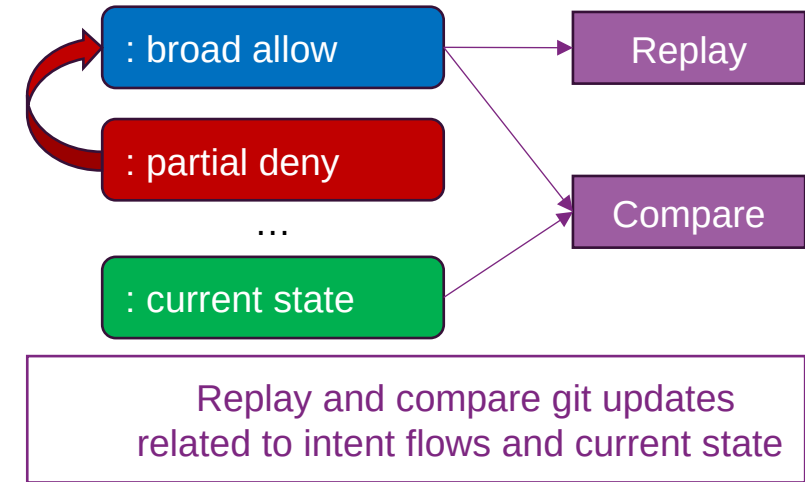 : broad allow
Replay
: partial deny
...
Compare
: current state
Replay and compare git updates
related to intent flows and current state